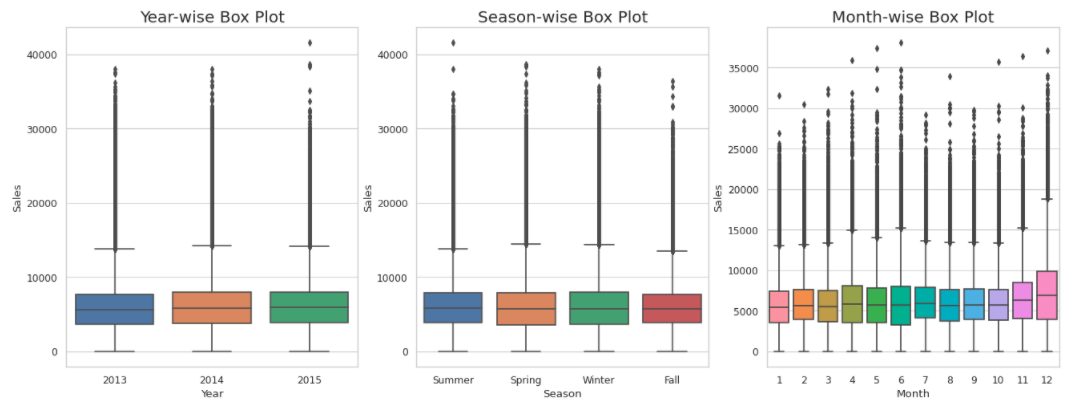 Year-wise Box Plot
Sales
40000
30000
20000
10000
0
2013 2014 2015
Year
Season-wise Box Plot
Sales
40000
30000
20000
10000
0
Summer Spring Winter Fall
Season
Month-wise Box Plot
Sales
35000
30000
25000
20000
15000
10000
5000
0
1 2 3 4 5 6 7 8 9 10 11 12
Month